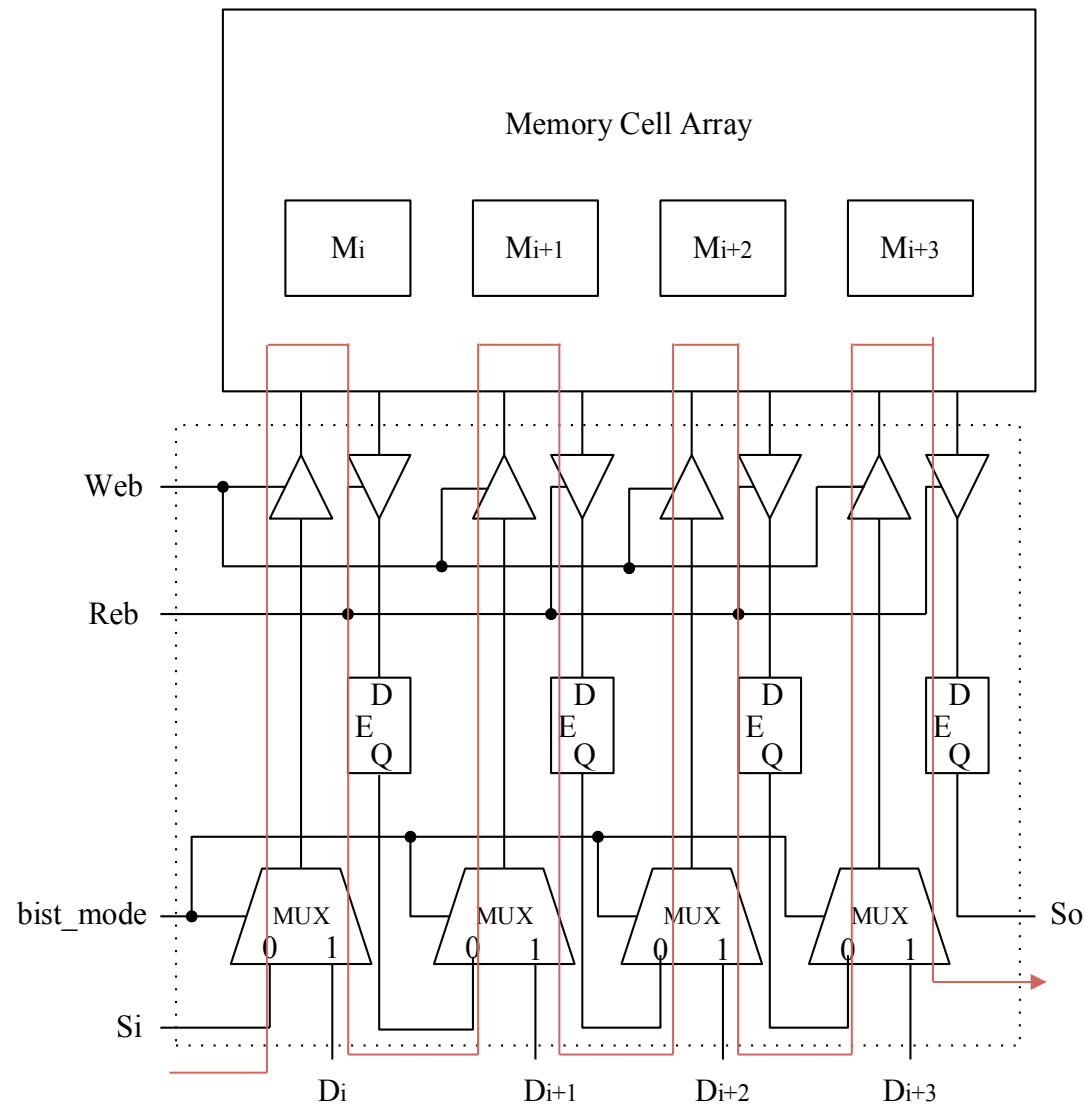 Memory Cell Array
Mi Mi+1 Mi+2 Mi+3
Web
Reb
D D D D
E E E E
Q Q Q Q
bist_mode MUX MUX MUX MUX So
0 1 0 1 0 1 0 1
Si
Di Di+1 Di+2 Di+3